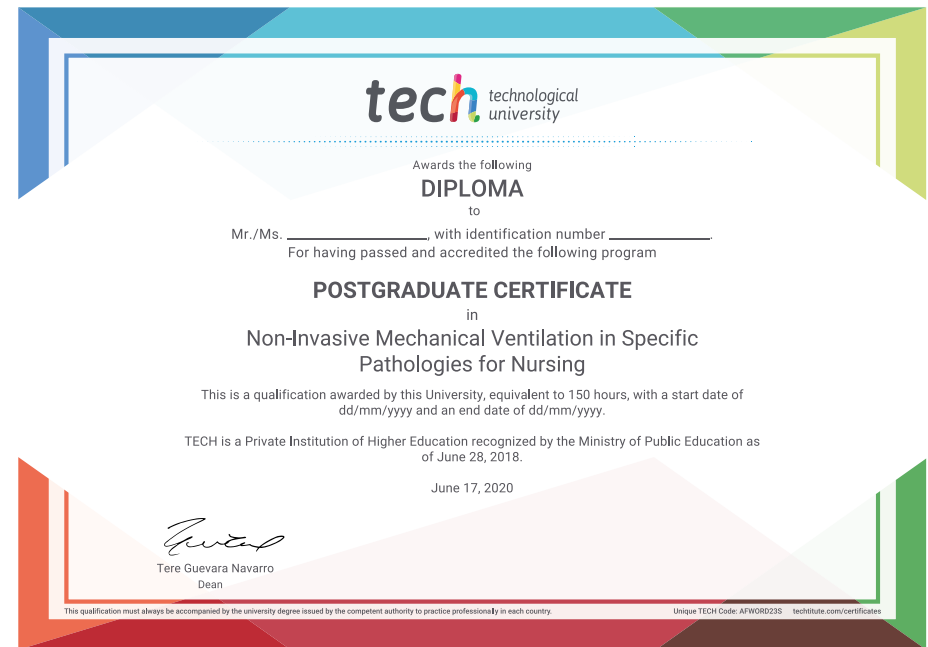 tech technological
university
Awards the following
DIPLOMA
to
Mr./Ms. ____________________, with identification number ______________.
For having passed and accredited the following program
POSTGRADUATE CERTIFICATE
in
Non-Invasive Mechanical Ventilation in Specific
Pathologies for Nursing
This is a qualification awarded by this University, equivalent to 150 hours, with a start date of
dd/mm/yyyy and an end date of dd/mm/yyyy.
TECH is a Private Institution of Higher Education recognized by the Ministry of Public Education as
of June 28, 2018.
June 17, 2020
Tere Guevara Navarro
Dean
This qualification must always be accompanied by the university degree issued by the competent authority to practice professionally in each country. Unique TECH Code: AFWORD23S techtitute.com/certificates